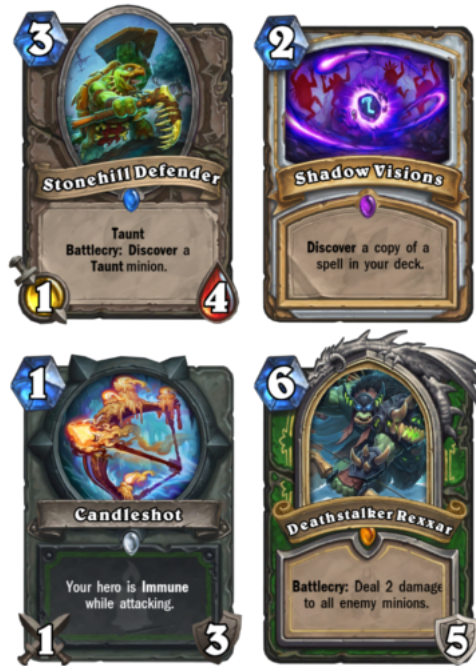 3
Stonehill Defender
Taunt
Battlecry: Discover a
Taunt minion.
1
4
2
Shadow Visions
Discover a copy of a
spell in your deck.
1
Candleshot
Your hero is Immune
while attacking.
1
3
6
Deathstalker Rexxar
Battlecry: Deal 2 damage
to all enemy minions.
5